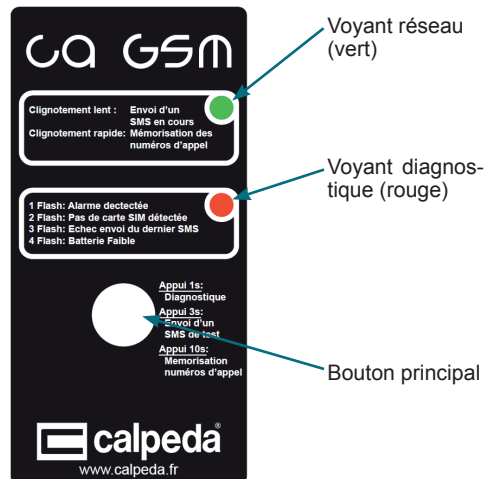 ca GSM
Voyant réseau
(vert)
Clignotement lent : Envoi d'un
SMS en cours
Clignotement rapide: Mémorisation des
numéros d'appel
Voyant diagnos-
tique (rouge)
1 Flash: Alarme dectectée
2 Flash: Pas de carte SIM détectée
3 Flash: Echec envoi du dernier SMS
4 Flash: Batterie Faible
Appui 1s:
Diagnostique
Appui 3s:
Envoi d'un
SMS de test
Appui 10s:
Memorisation
numéros d'appel
Bouton principal
calpeda®
www.calpeda.fr